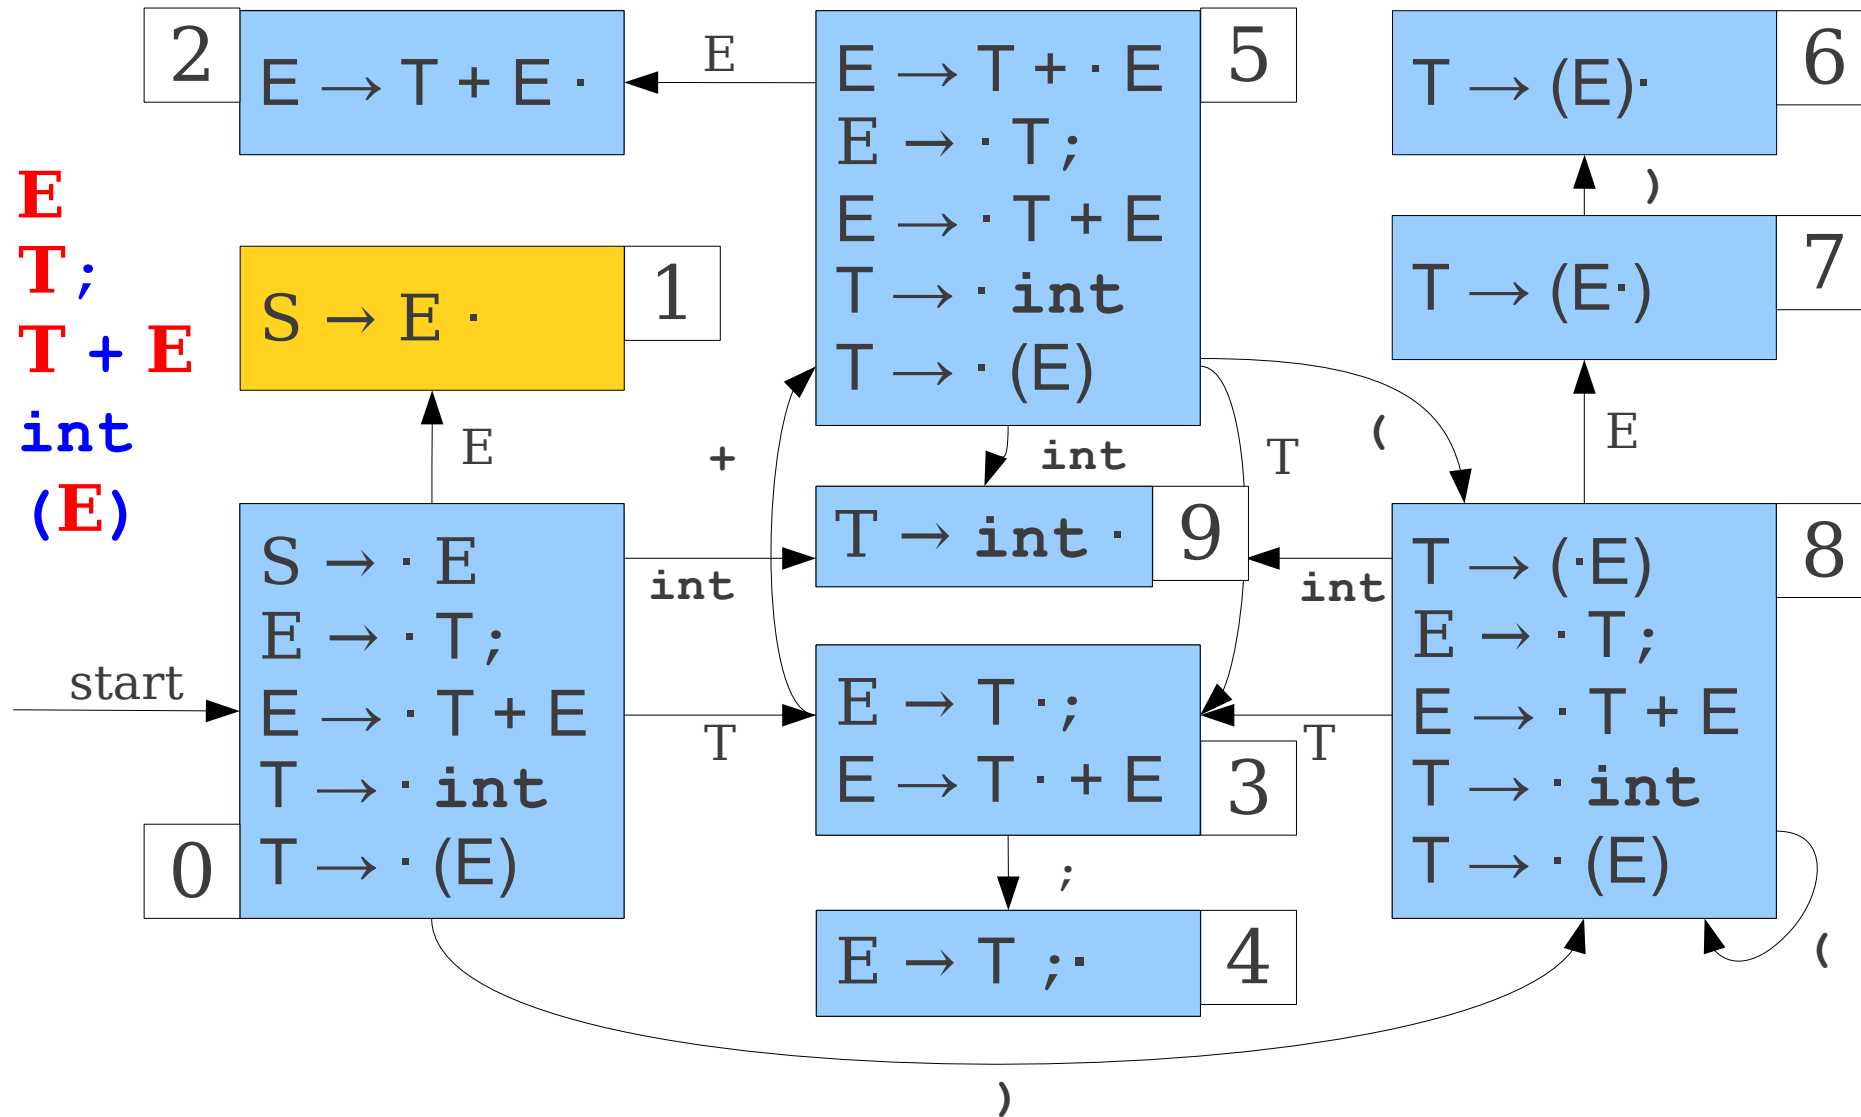 E
T ;
T + E
int
(E)
2
E → T + E ·
E
5
E → T + · E
E → · T ;
E → · T + E
T → · int
T → · (E)
6
T → (E)·
)
7
T → (E·)
E
1
S → E ·
E
+
int
T
(
T → int ·
9
int
int
start
0
S → · E
E → · T ;
E → · T + E
T → · int
T → · (E)
T
3
E → T · ;
E → T · + E
T
8
T → (·E)
E → · T ;
E → · T + E
T → · int
T → · (E)
(
;
4
E → T ;·
)